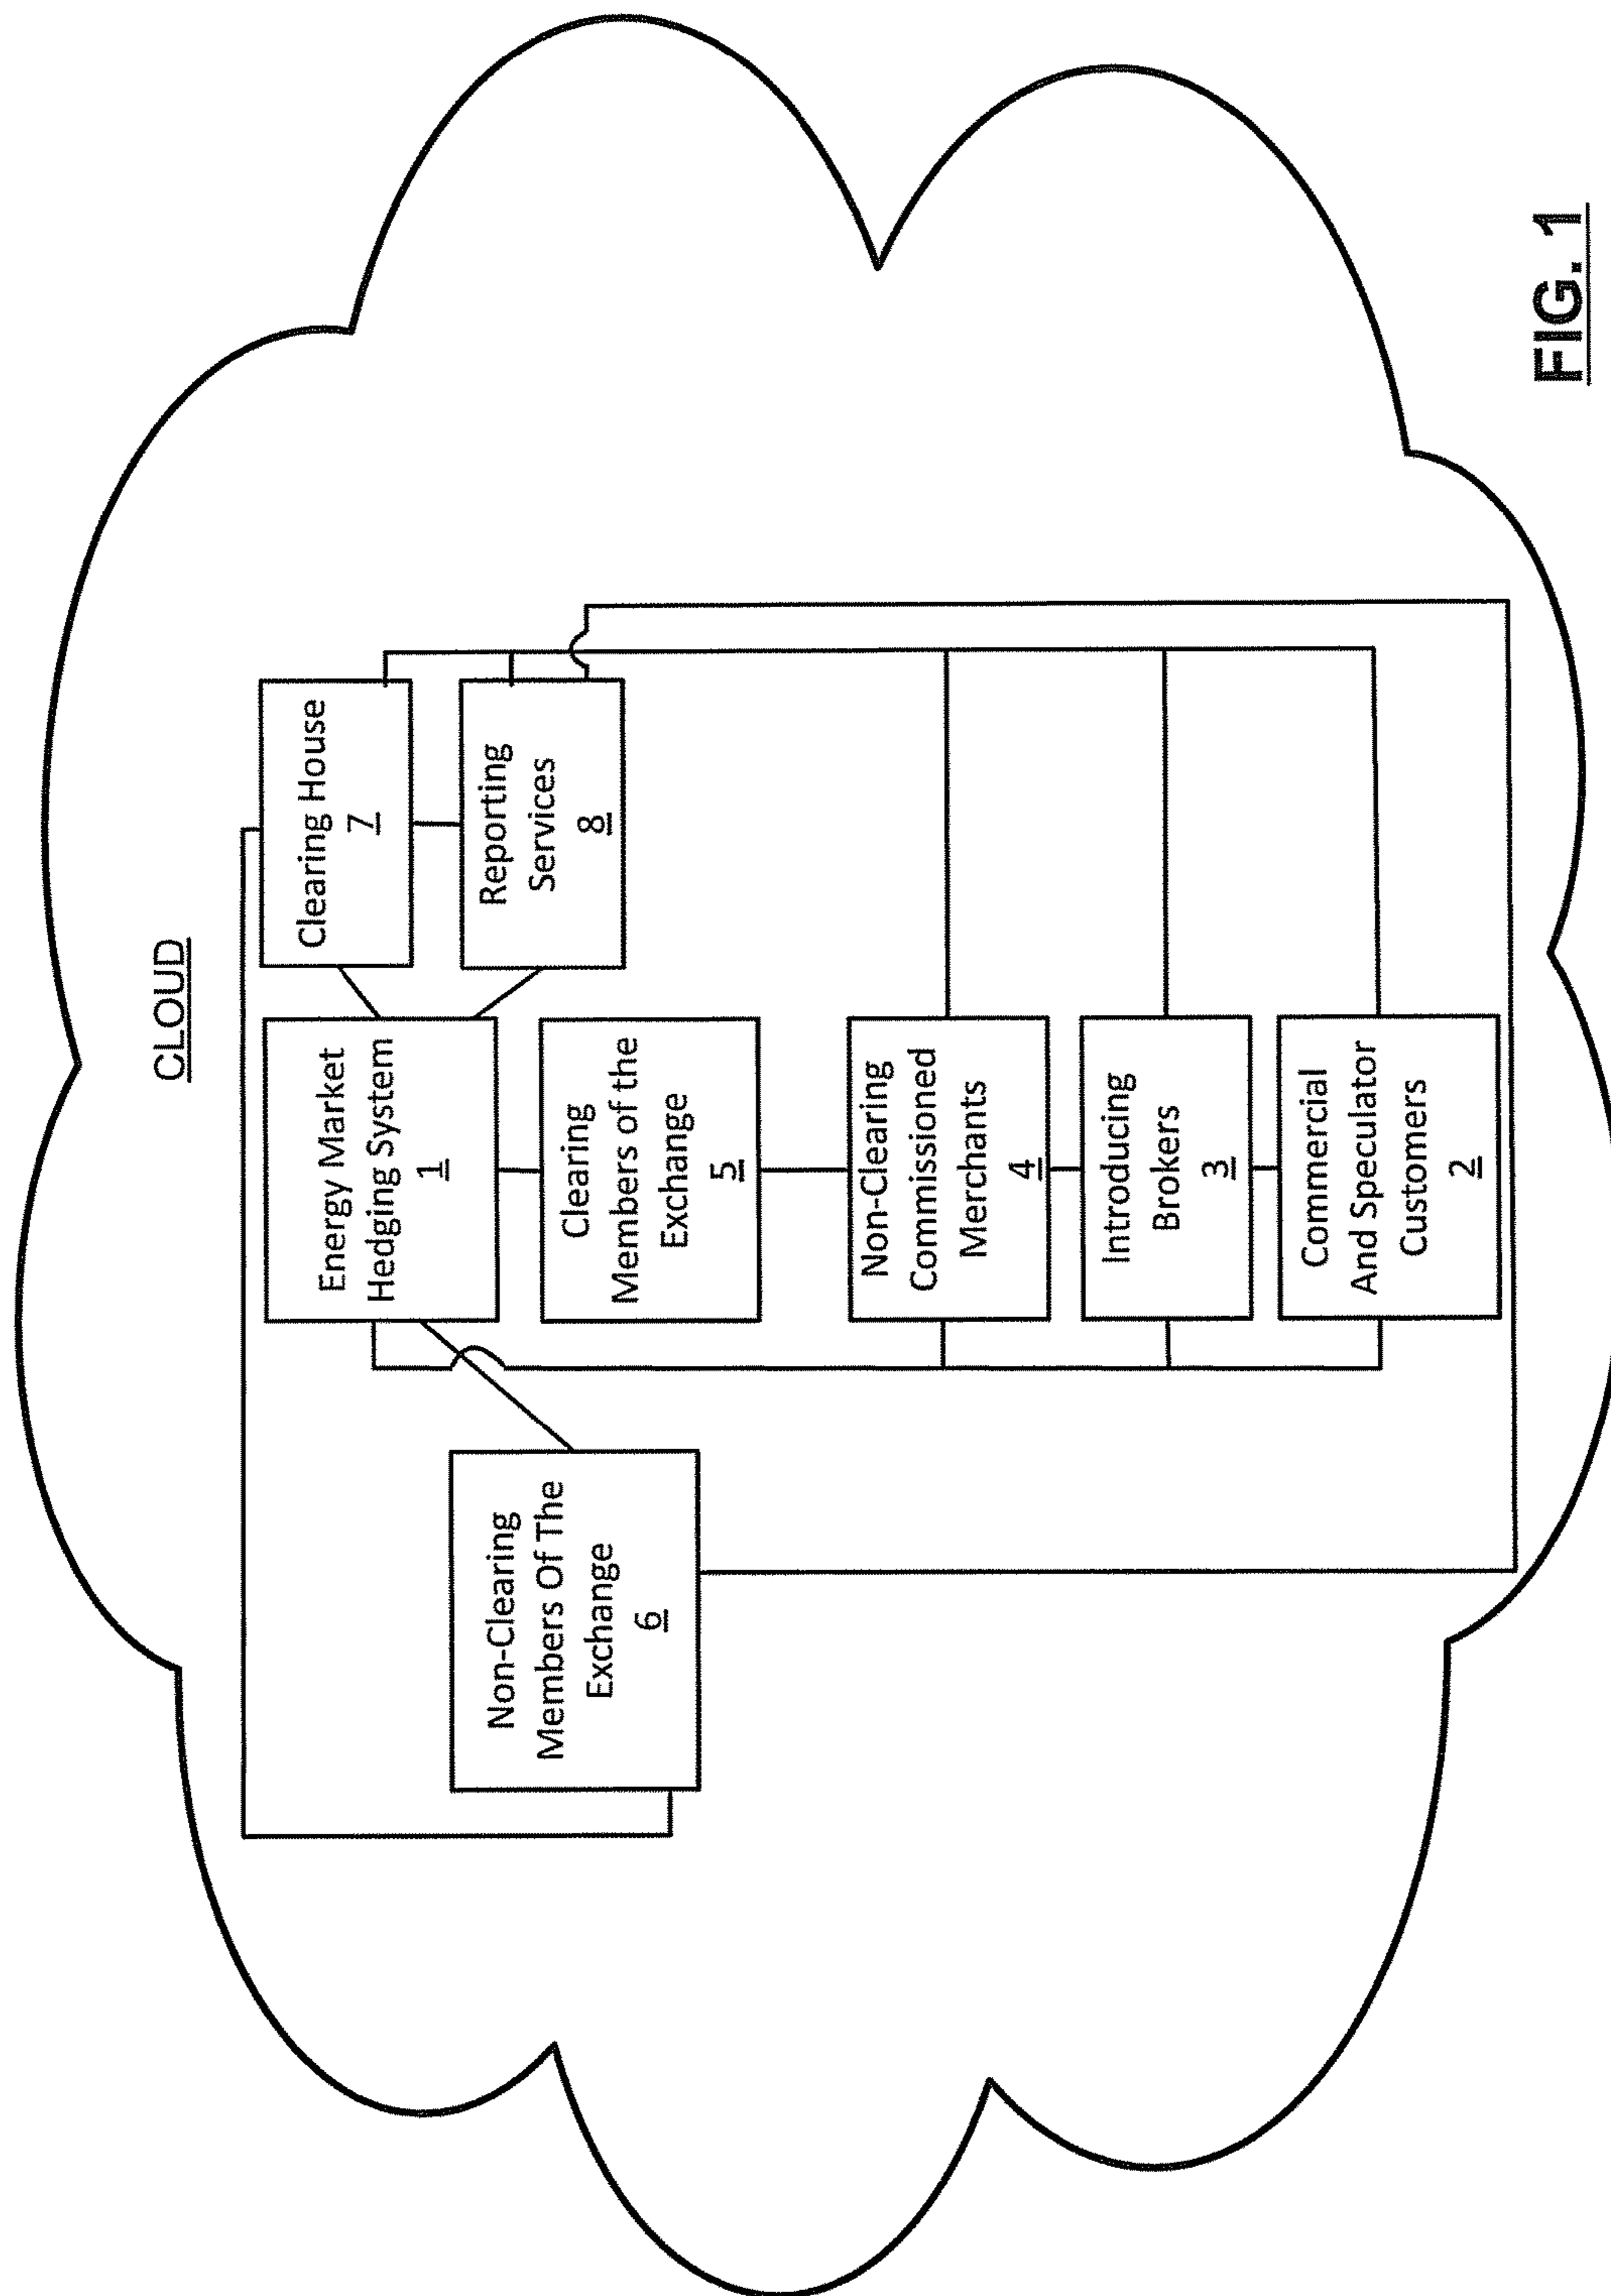 CLOUD
Energy Market
Hedging System
1
Clearing House
7
Reporting
Services
8
Clearing
Members of the
Exchange
5
Non-Clearing
Members Of The
Exchange
6
Non-Clearing
Commissioned
Merchants
4
Introducing
Brokers
3
Commercial
And Speculator
Customers
2
FIG. 1